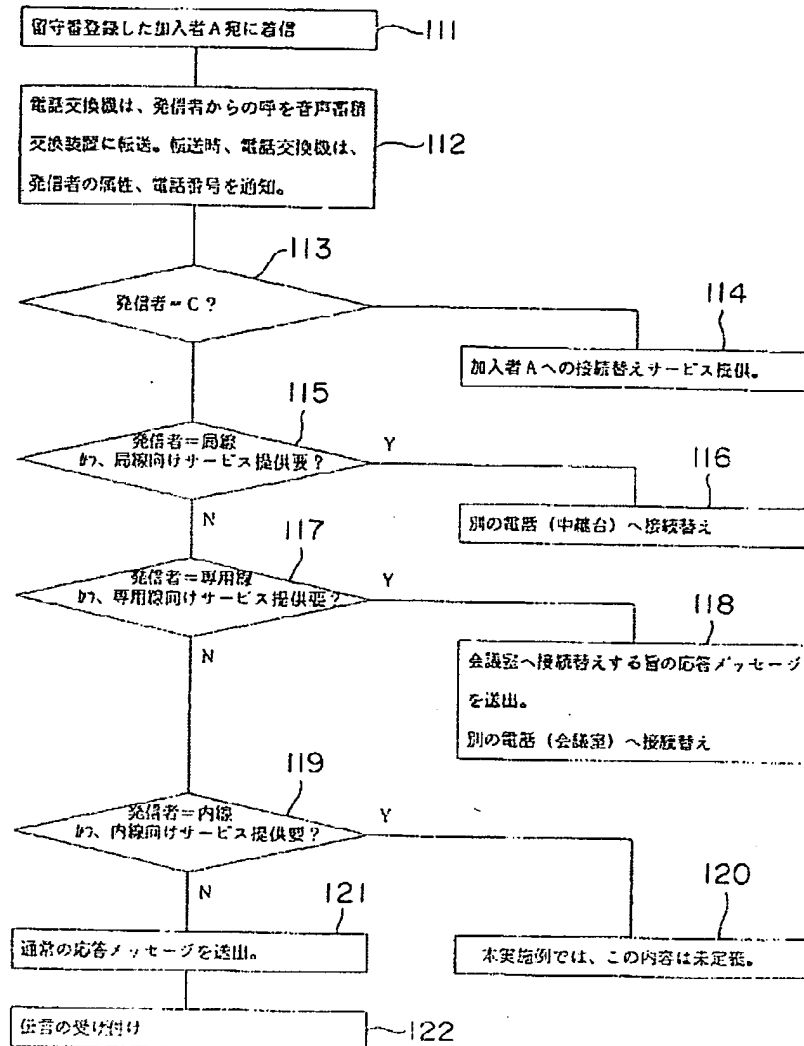 留守番登録した加入者A宛に着信
111
電話交換機は、発信者からの呼を音声蓄積
交換装置に転送。転送時、電話交換機は、
発信者の属性、電話番号を通知。
112
113
発信者=C?
114
加入者Aへの接続替えサービス提供。
115
発信者=局線
かつ、局線向けサービス提供要?
Y
116
別の電話(中継台)へ接続替え
N
117
発信者=専用線
かつ、専用線向けサービス提供要?
Y
118
会議室へ接続替えする旨の応答メッセージ
を送出。
別の電話(会議室)へ接続替え
N
119
発信者=内線
かつ、内線向けサービス提供要?
Y
120
本実施例では、この内容は未定義。
N
121
通常の応答メッセージを送出。
伝言の受け付け
122